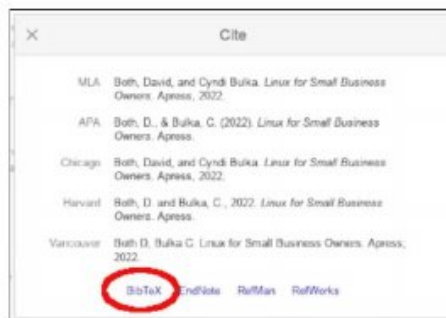 Cite
MLA Both, David, and Cyndi Bulka. Linux for Small Business
Owners. Apress, 2022.
APA Both, D., & Bulka, C. (2022). Linux for Small Business
Owners. Apress.
Chicago Both, David, and Cyndi Bulka. Linux for Small Business
Owners. Apress, 2022.
Harvard Both, D. and Bulka, C., 2022. Linux for Small Business
Owners. Apress.
Vancouver Both D, Bulka C. Linux for Small Business Owners. Apress,
2022.
BibTeX EndNote RefMan RefWorks